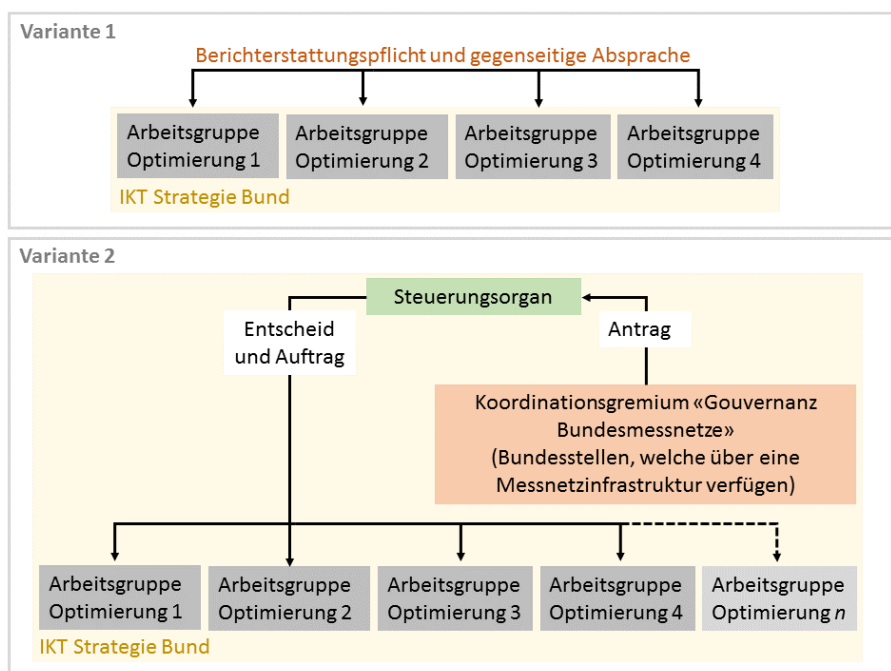 Variante 1
Berichterstattungspflicht und gegenseitige Absprache
Arbeitsgruppe
Optimierung 1
Arbeitsgruppe
Optimierung 2
Arbeitsgruppe
Optimierung 3
Arbeitsgruppe
Optimierung 4
IKT Strategie Bund
Variante 2
Steuerungsorgan
Entscheid
und Auftrag
Antrag
Koordinationsgremium «Gouvernanz
Bundesmessnetze»
(Bundesstellen, welche über eine
Messnetzinfrastruktur verfügen)
Arbeitsgruppe
Optimierung 1
Arbeitsgruppe
Optimierung 2
Arbeitsgruppe
Optimierung 3
Arbeitsgruppe
Optimierung 4
Arbeitsgruppe
Optimierung n
IKT Strategie Bund